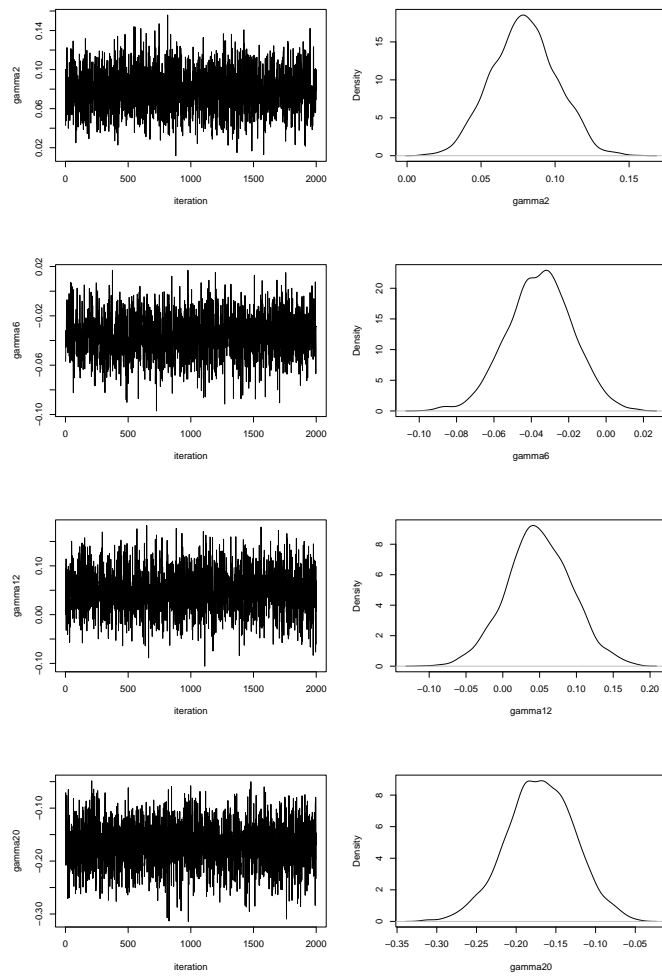 gamma2
0.02 0.06 0.10 0.14
0 500 1000 1500 2000
iteration
Density
0 5 10 15
0.00 0.05 0.10 0.15
gamma2
gamma6
−0.10 −0.06 −0.02 0.02
0 500 1000 1500 2000
iteration
Density
0 5 10 15 20
−0.10 −0.08 −0.06 −0.04 −0.02 0.00 0.02
gamma6
gamma12
−0.10 0.00 0.10
0 500 1000 1500 2000
iteration
Density
0 2 4 6 8
−0.10 −0.05 0.00 0.05 0.10 0.15 0.20
gamma12
gamma20
−0.30 −0.20 −0.10
0 500 1000 1500 2000
iteration
Density
0 2 4 6 8
−0.35 −0.30 −0.25 −0.20 −0.15 −0.10 −0.05
gamma20